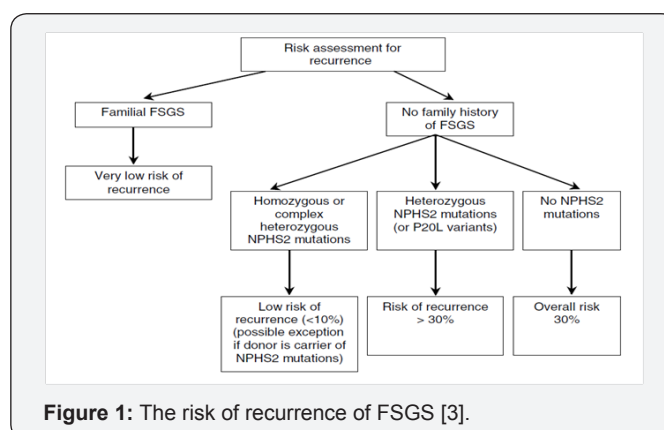 Risk assessment for
recurrence
Familial FSGS
No family history
of FSGS
Very low risk of
recurrence
Homozygous or
complex
heterozygous
NPHS2 mutations
Heterozygous
NPHS2 mutations
(or P20L variants)
No NPHS2
mutations
Low risk of
recurrence (<10%)
(possible exception
if donor is carrier of
NPHS2 mutations)
Risk of recurrence
> 30%
Overall risk
30%
Figure 1: The risk of recurrence of FSGS [3].